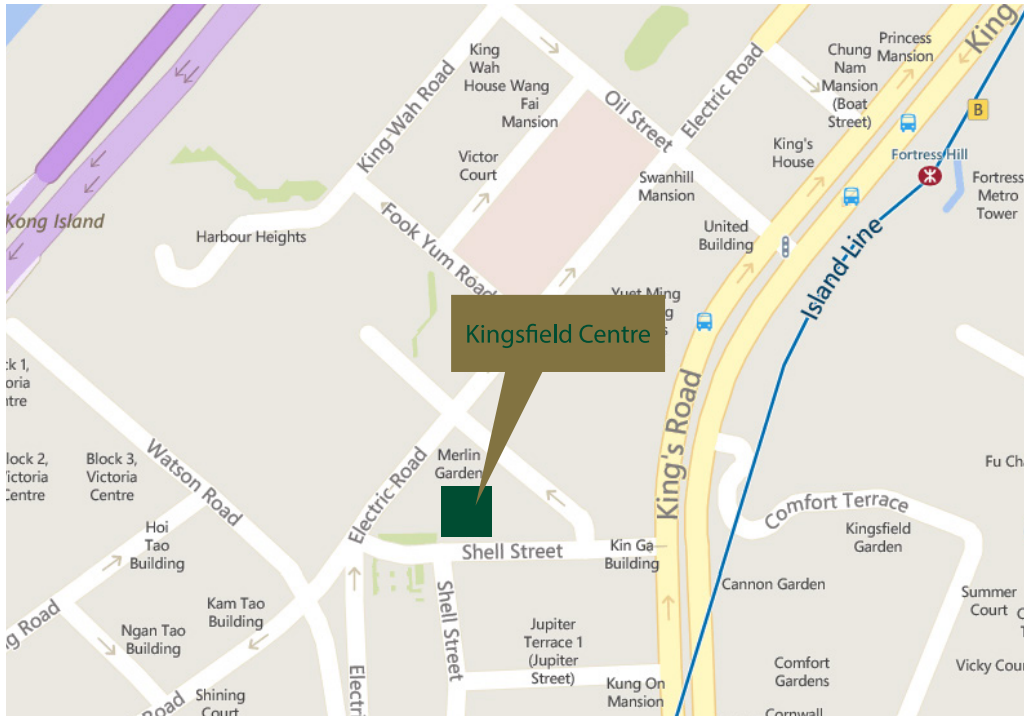 King
Princess
Mansion
Chung
Nam
Mansion
(Boat
Street)
King
Wah
House
Wang
Fai
Mansion
King-Wah Road
Oil Street
Electric Road
B
King's
House
Fortress Hill
Victor
Court
Swanhill
Mansion
Fortress
Metro
Tower
Kong Island
Harbour Heights
Fook Yum Road
United
Building
Island-Line
Yuet Ming
Kingsfield Centre
King's Road
Block 3,
Victoria
Centre
Watson Road
Merlin
Garden
Electric-Road
Comfort Terrace
Kingsfield
Garden
Hoi
Tao
Building
Shell Street
Kin Ga
Building
Cannon Garden
Summer
Court
Kam Tao
Building
Shell Street
Ngan Tao
Building
Jupiter
Terrace 1
(Jupiter
Street)
Comfort
Gardens
Vicky Cou
Electric
Kung On
Mansion
Shining
Court
Road
Cornwall